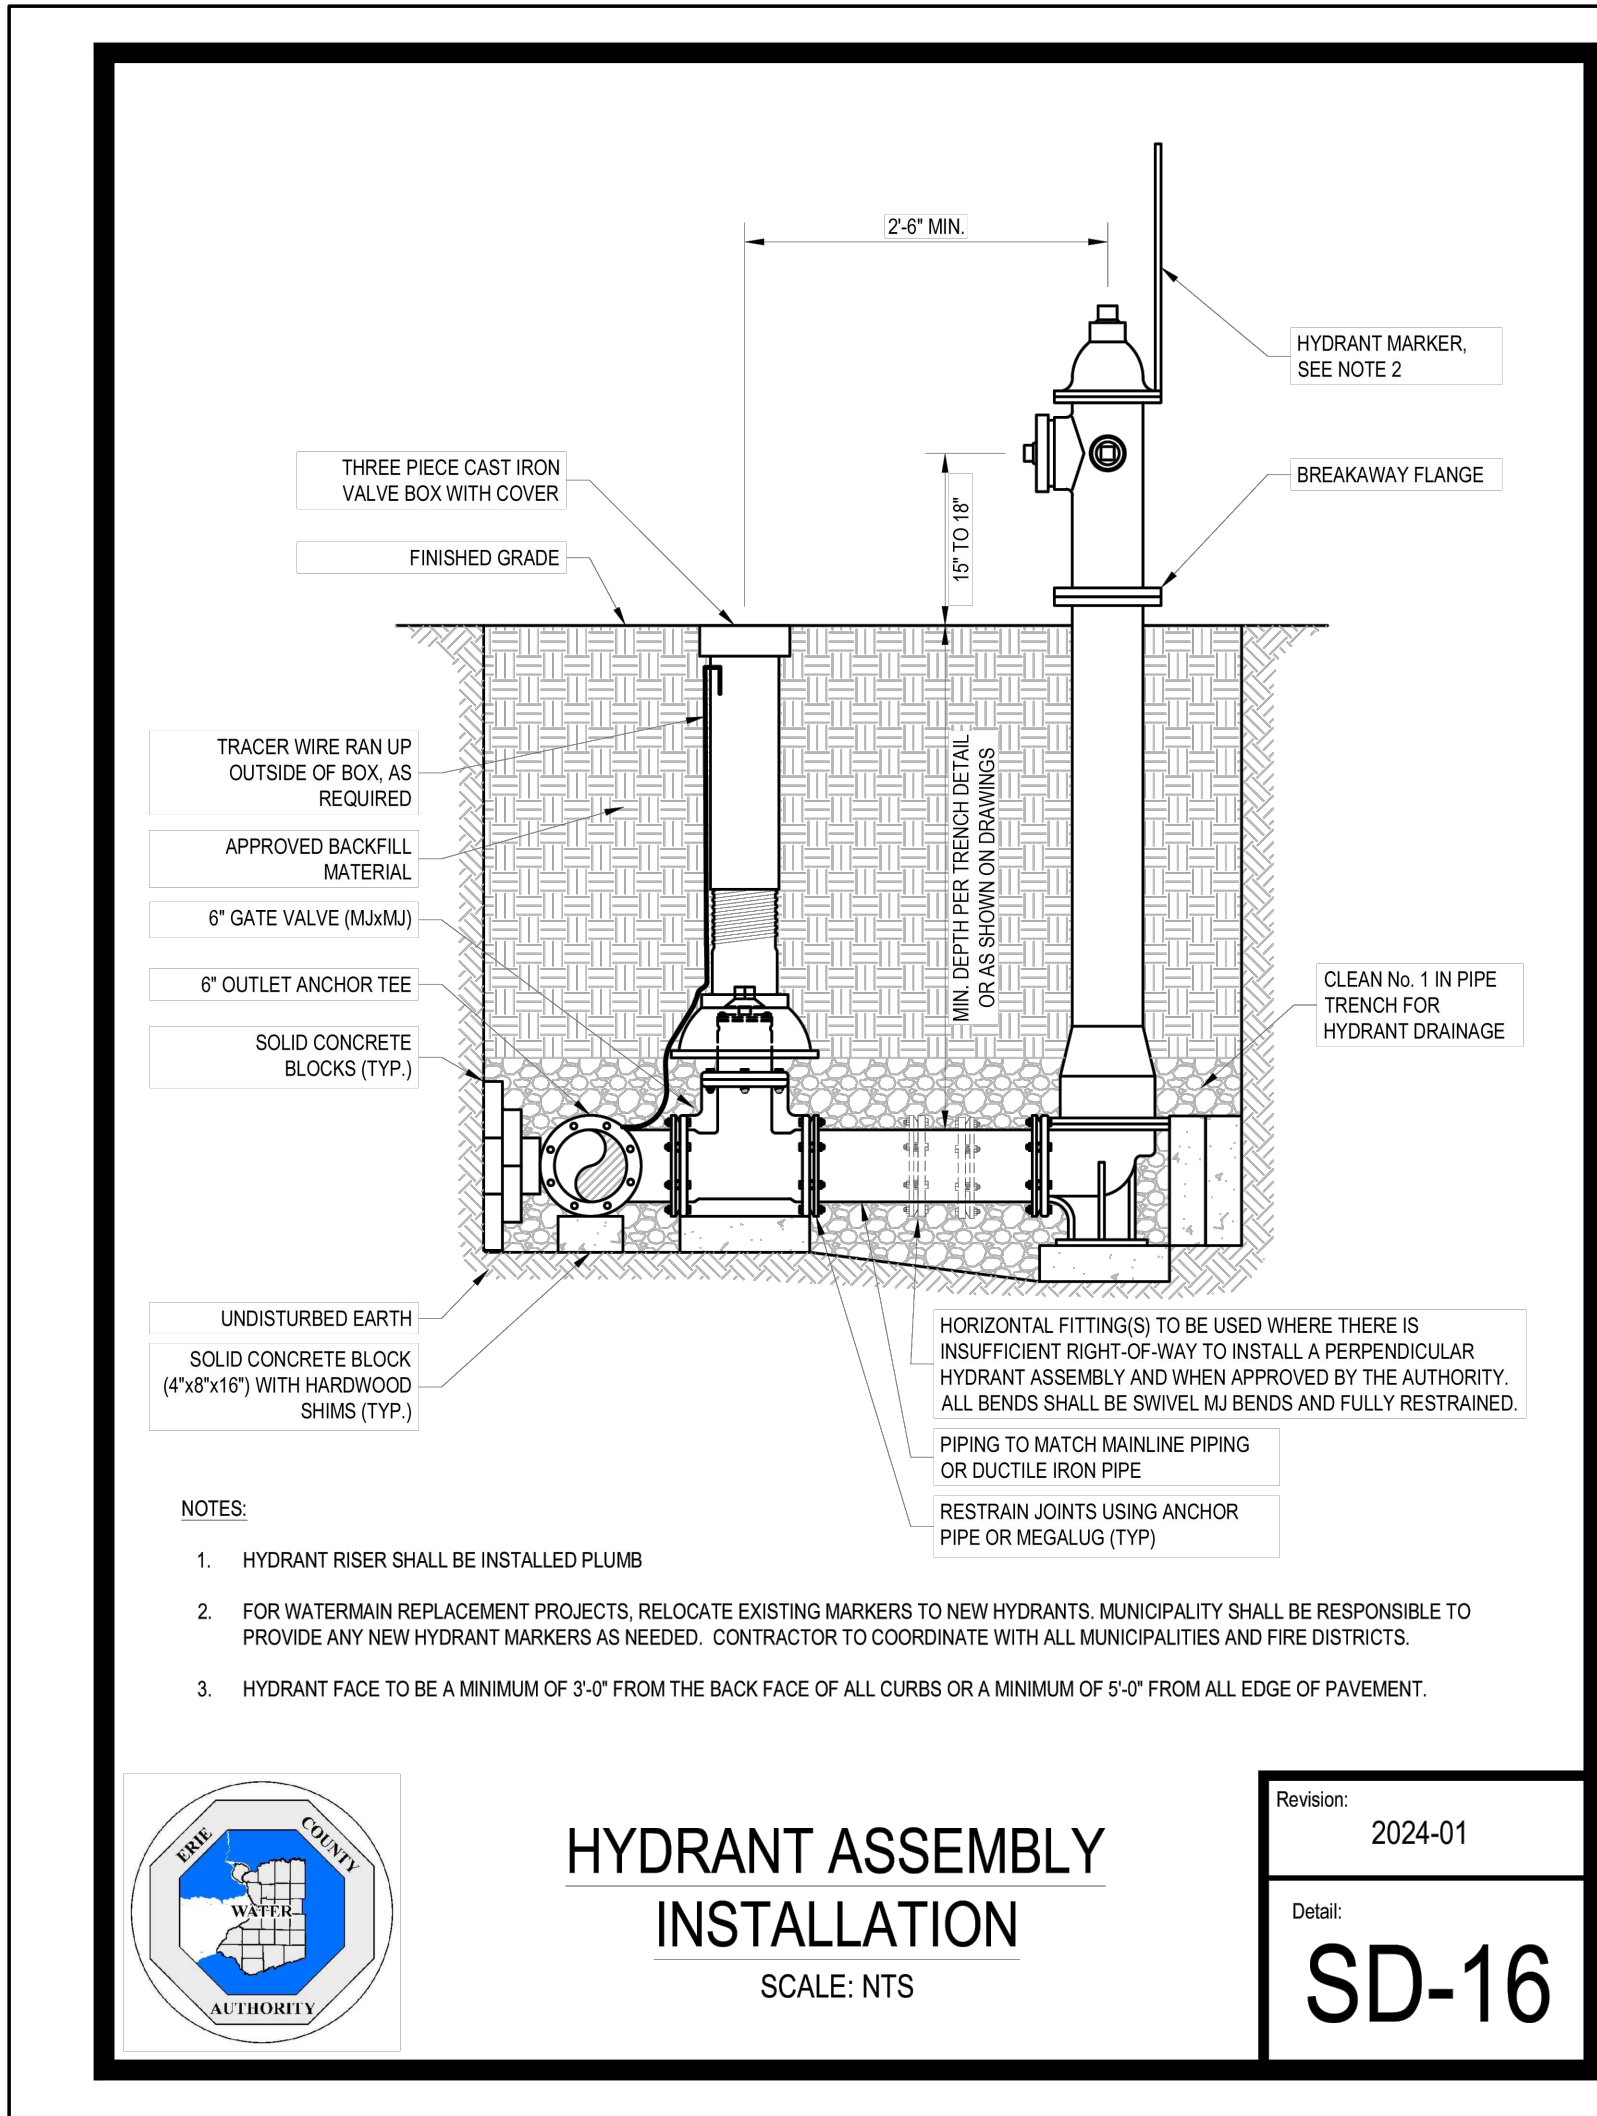 2'-6" MIN.
HYDRANT MARKER,
SEE NOTE 2
THREE PIECE CAST IRON
VALVE BOX WITH COVER
BREAKAWAY FLANGE
15" TO 18"
FINISHED GRADE
TRACER WIRE RAN UP
OUTSIDE OF BOX, AS
REQUIRED
MIN. DEPTH PER TRENCH DETAIL
OR AS SHOWN ON DRAWINGS
APPROVED BACKFILL
MATERIAL
6" GATE VALVE (MJxMJ)
6" OUTLET ANCHOR TEE
CLEAN No. 1 IN PIPE
TRENCH FOR
HYDRANT DRAINAGE
SOLID CONCRETE
BLOCKS (TYP.)
UNDISTURBED EARTH
SOLID CONCRETE BLOCK
(4"x8"x16") WITH HARDWOOD
SHIMS (TYP.)
HORIZONTAL FITTING(S) TO BE USED WHERE THERE IS
INSUFFICIENT RIGHT-OF-WAY TO INSTALL A PERPENDICULAR
HYDRANT ASSEMBLY AND WHEN APPROVED BY THE AUTHORITY.
ALL BENDS SHALL BE SWIVEL MJ BENDS AND FULLY RESTRAINED.
PIPING TO MATCH MAINLINE PIPING
OR DUCTILE IRON PIPE
RESTRAIN JOINTS USING ANCHOR
PIPE OR MEGALUG (TYP)
NOTES:
1. HYDRANT RISER SHALL BE INSTALLED PLUMB
2. FOR WATERMAIN REPLACEMENT PROJECTS, RELOCATE EXISTING MARKERS TO NEW HYDRANTS. MUNICIPALITY SHALL BE RESPONSIBLE TO
PROVIDE ANY NEW HYDRANT MARKERS AS NEEDED. CONTRACTOR TO COORDINATE WITH ALL MUNICIPALITIES AND FIRE DISTRICTS.
3. HYDRANT FACE TO BE A MINIMUM OF 3'-0" FROM THE BACK FACE OF ALL CURBS OR A MINIMUM OF 5'-0" FROM ALL EDGE OF PAVEMENT.
ERIE COUNTY
WATER
AUTHORITY
HYDRANT ASSEMBLY
INSTALLATION
SCALE: NTS
Revision:
2024-01
Detail:
SD-16